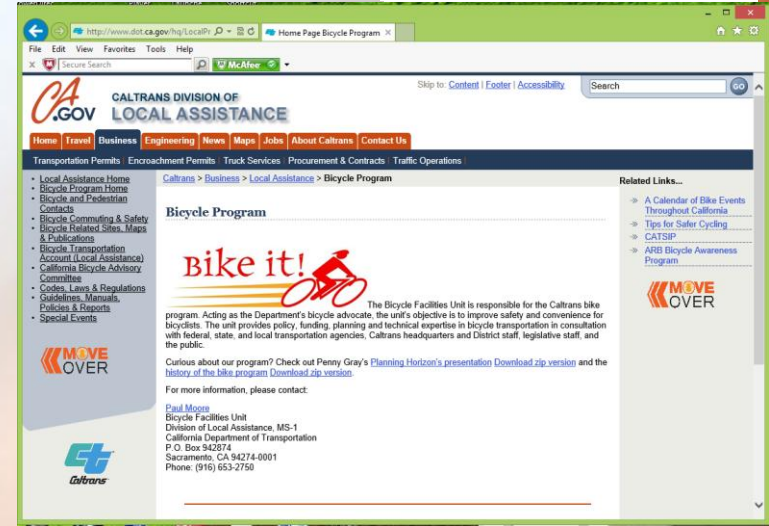 http://www.dot.ca.gov/hq/LocalPr
Home Page Bicycle Program
File Edit View Favorites Tools Help
x Secure Search McAfee
Skip to: Content | Footer | Accessibility
Search GO
CA.GOV
CALTRANS DIVISION OF
LOCAL ASSISTANCE
Home Travel Business Engineering News Maps Jobs About Caltrans Contact Us
Transportation Permits | Encroachment Permits | Truck Services | Procurement & Contracts | Traffic Operations |
Local Assistance Home
Bicycle Program Home
Bicycle and Pedestrian
Contacts
Bicycle Commuting & Safety
Bicycle Related Sites, Maps
& Publications
Bicycle Transportation
Account (Local Assistance)
California Bicycle Advisory
Committee
Codes, Laws & Regulations
Guidelines, Manuals,
Policies & Reports
Special Events
MOVE
OVER
Caltrans
Caltrans > Business > Local Assistance > Bicycle Program
Bicycle Program
Bike it!
The Bicycle Facilities Unit is responsible for the Caltrans bike
program. Acting as the Department's bicycle advocate, the unit's objective is to improve safety and convenience for
bicyclists. The unit provides policy, funding, planning and technical expertise in bicycle transportation in consultation
with federal, state, and local transportation agencies, Caltrans headquarters and District staff, legislative staff, and
the public.
Curious about our program? Check out Penny Gray's Planning Horizon's presentation Download zip version and the
history of the bike program Download zip version.
For more information, please contact:
Paul Moore
Bicycle Facilities Unit
Division of Local Assistance, MS-1
California Department of Transportation
P.O. Box 942874
Sacramento, CA 94274-0001
Phone: (916) 653-2750
Related Links...
A Calendar of Bike Events
Throughout California
Tips for Safer Cycling
CATSIP
ARB Bicycle Awareness
Program
MOVE
OVER